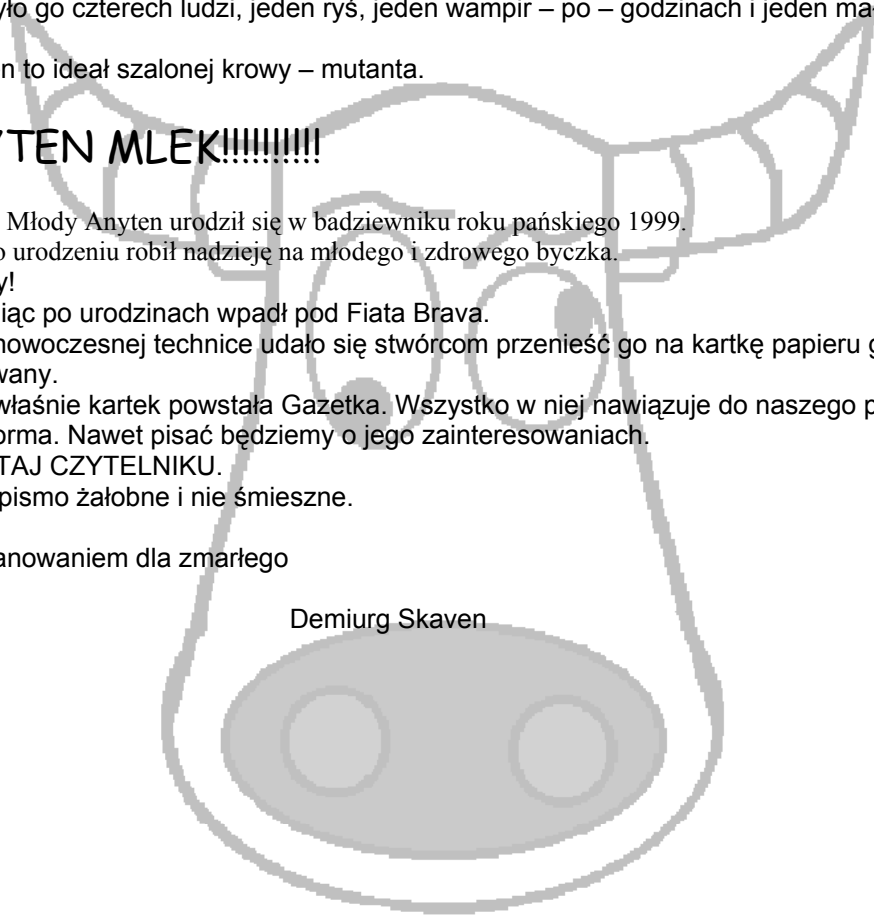 yło go czterech ludzi, jeden ryś, jeden wampir – po – godzinach i jeden ma
n to ideał szalonej krowy – mutanta.
YTEN MLEK!!!!!!!!!!
Młody Anyten urodził się w badziewniku roku pańskiego 1999.
o urodzeniu robił nadzieję na młodego i zdrowego byczka.
y!
iąc po urodzinach wpadł pod Fiata Brava.
nowoczesnej technice udało się stwórcom przenieść go na kartkę papieru g
wany.
właśnie kartek powstała Gazetka. Wszystko w niej nawiązuje do naszego p
orma. Nawet pisać będziemy o jego zainteresowaniach.
TAJ CZYTELNIKU.
pismo żałobne i nie śmieszne.
anowaniem dla zmarłego
Demiurg Skaven